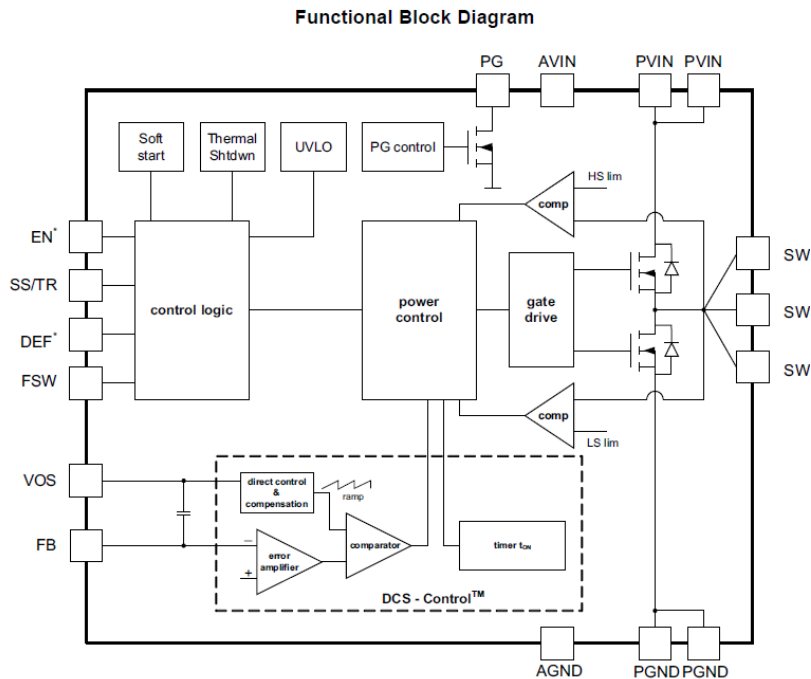 Functional Block Diagram
PG
AVIN
PVIN
PVIN
Soft
start
Thermal
Shtdwn
UVLO
PG control
HS lim
comp
EN*
SS/TR
DEF*
FSW
control logic
power
control
gate
drive
SW
SW
SW
comp
LS lim
VOS
FB
direct control
&
compensation
ramp
−
+
error
amplifier
comparator
timer tON
DCS - Control™
AGND
PGND
PGND